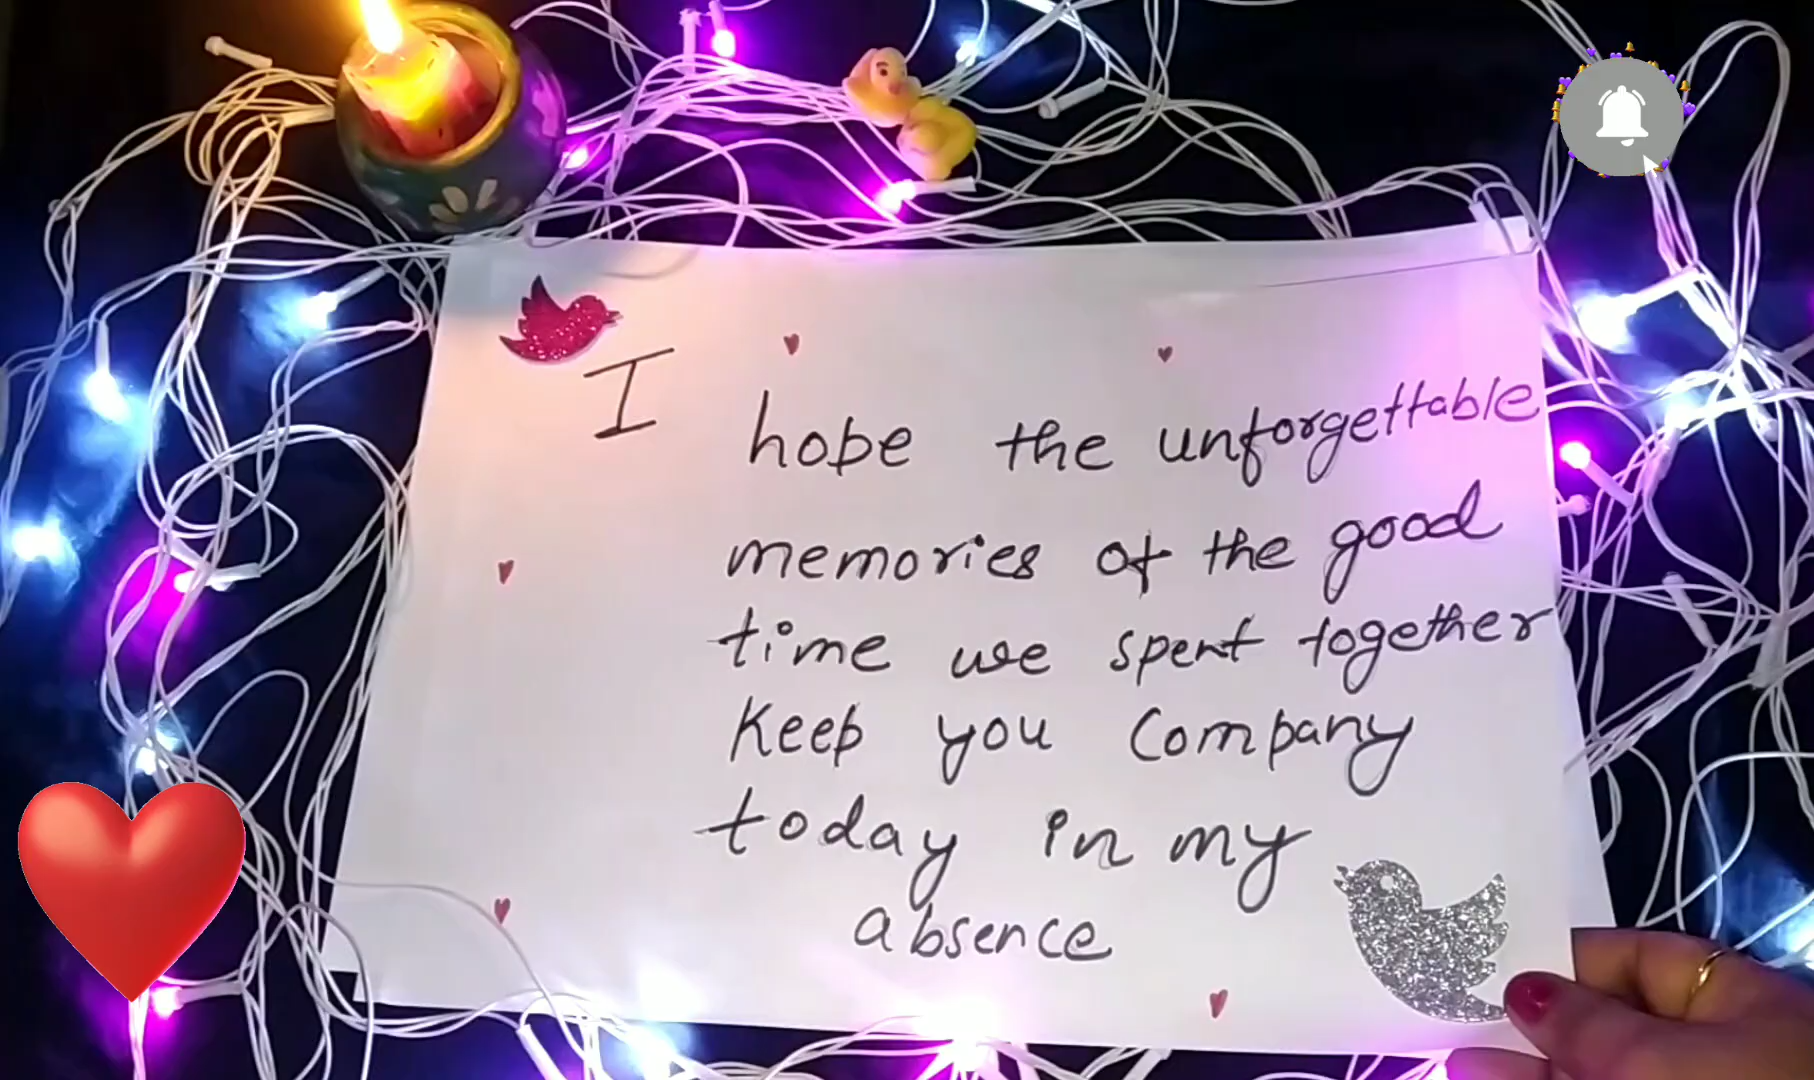 I hope the unforgettable
memories of the good
time we spent together
Keep you Company
today in my
absence